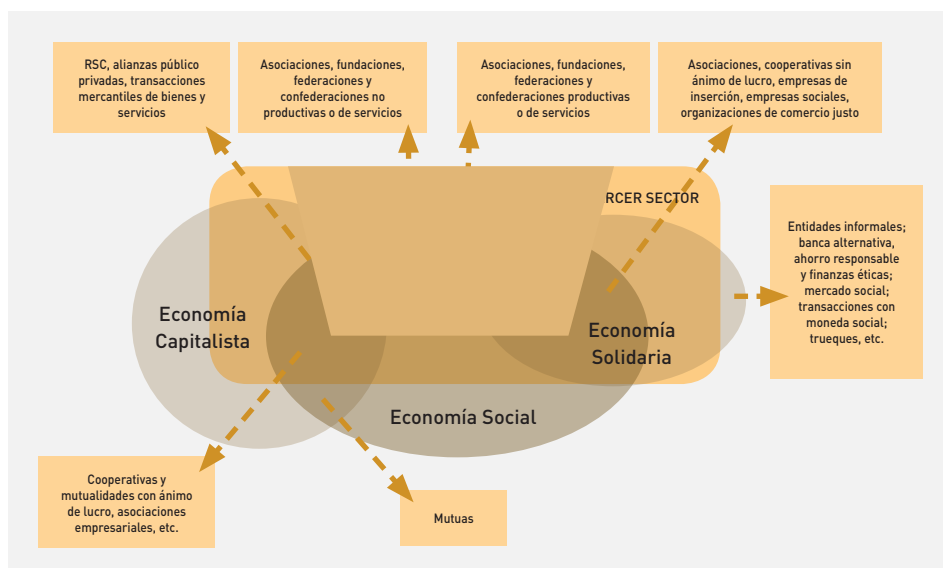 RSC, alianzas público
privadas, transacciones
mercantiles de bienes y
servicios
Asociaciones, fundaciones,
federaciones y
confederaciones no
productivas o de servicios
Asociaciones, fundaciones,
federaciones y
confederaciones productivas
o de servicios
Asociaciones, cooperativas sin
ánimo de lucro, empresas de
inserción, empresas sociales,
organizaciones de comercio justo
RCER SECTOR
Entidades informales;
banca alternativa,
ahorro responsable
y finanzas éticas;
mercado social;
transacciones con
moneda social;
trueques, etc.
Economía
Capitalista
Economía
Solidaria
Economía Social
Cooperativas y
mutualidades con ánimo
de lucro, asociaciones
empresariales, etc.
Mutuas